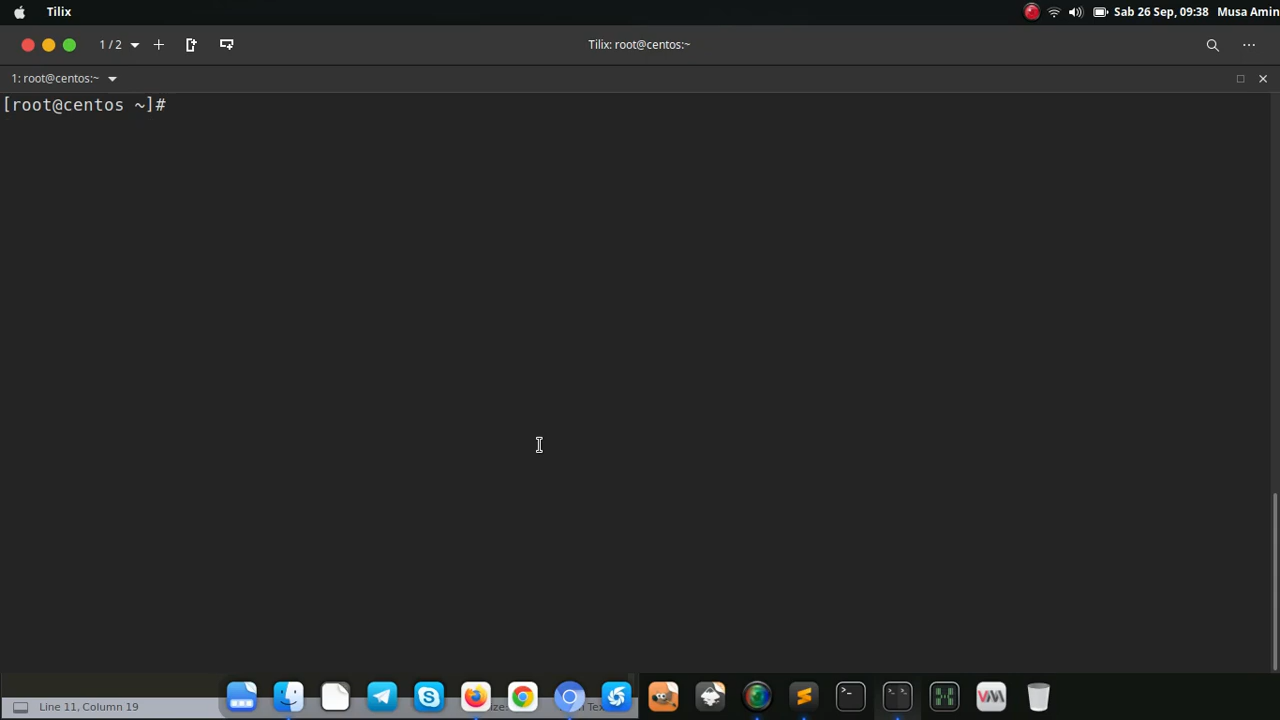 Tilix
Sab 26 Sep, 09:38
Musa Amin
1 / 2
Tilix: root@centos:~
1: root@centos:~
[root@centos ~]#
Line 11, Column 19
VIM